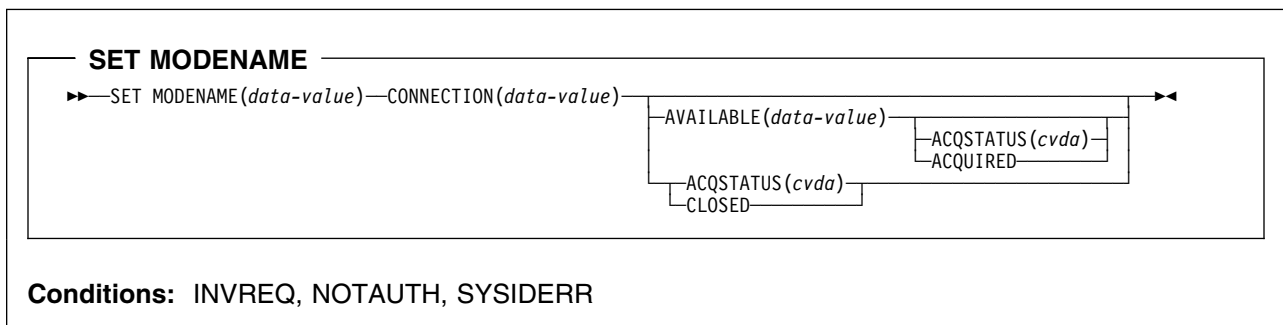 SET MODENAME
►►──SET MODENAME(data-value)──CONNECTION(data-value)──►◄
AVAILABLE(data-value)
ACQSTATUS(cvda)
ACQUIRED
ACQSTATUS(cvda)
CLOSED
Conditions: INVREQ, NOTAUTH, SYSIDERR